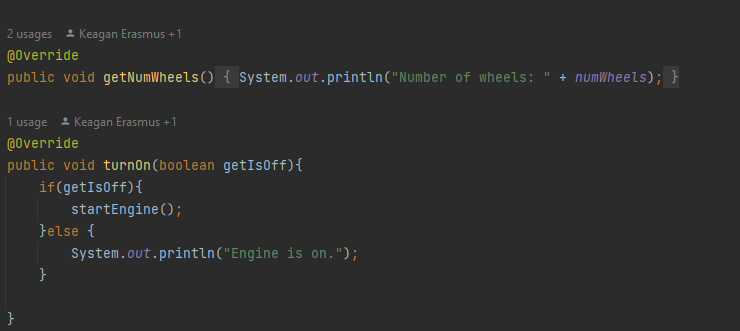 2 usages Keagan Erasmus +1
@Override
public void getNumWheels() { System.out.println("Number of wheels: " + numWheels); }
1 usage Keagan Erasmus +1
@Override
public void turnOn(boolean getIsOff){
    if(getIsOff){
        startEngine();
    }else {
        System.out.println("Engine is on.");
    }
}